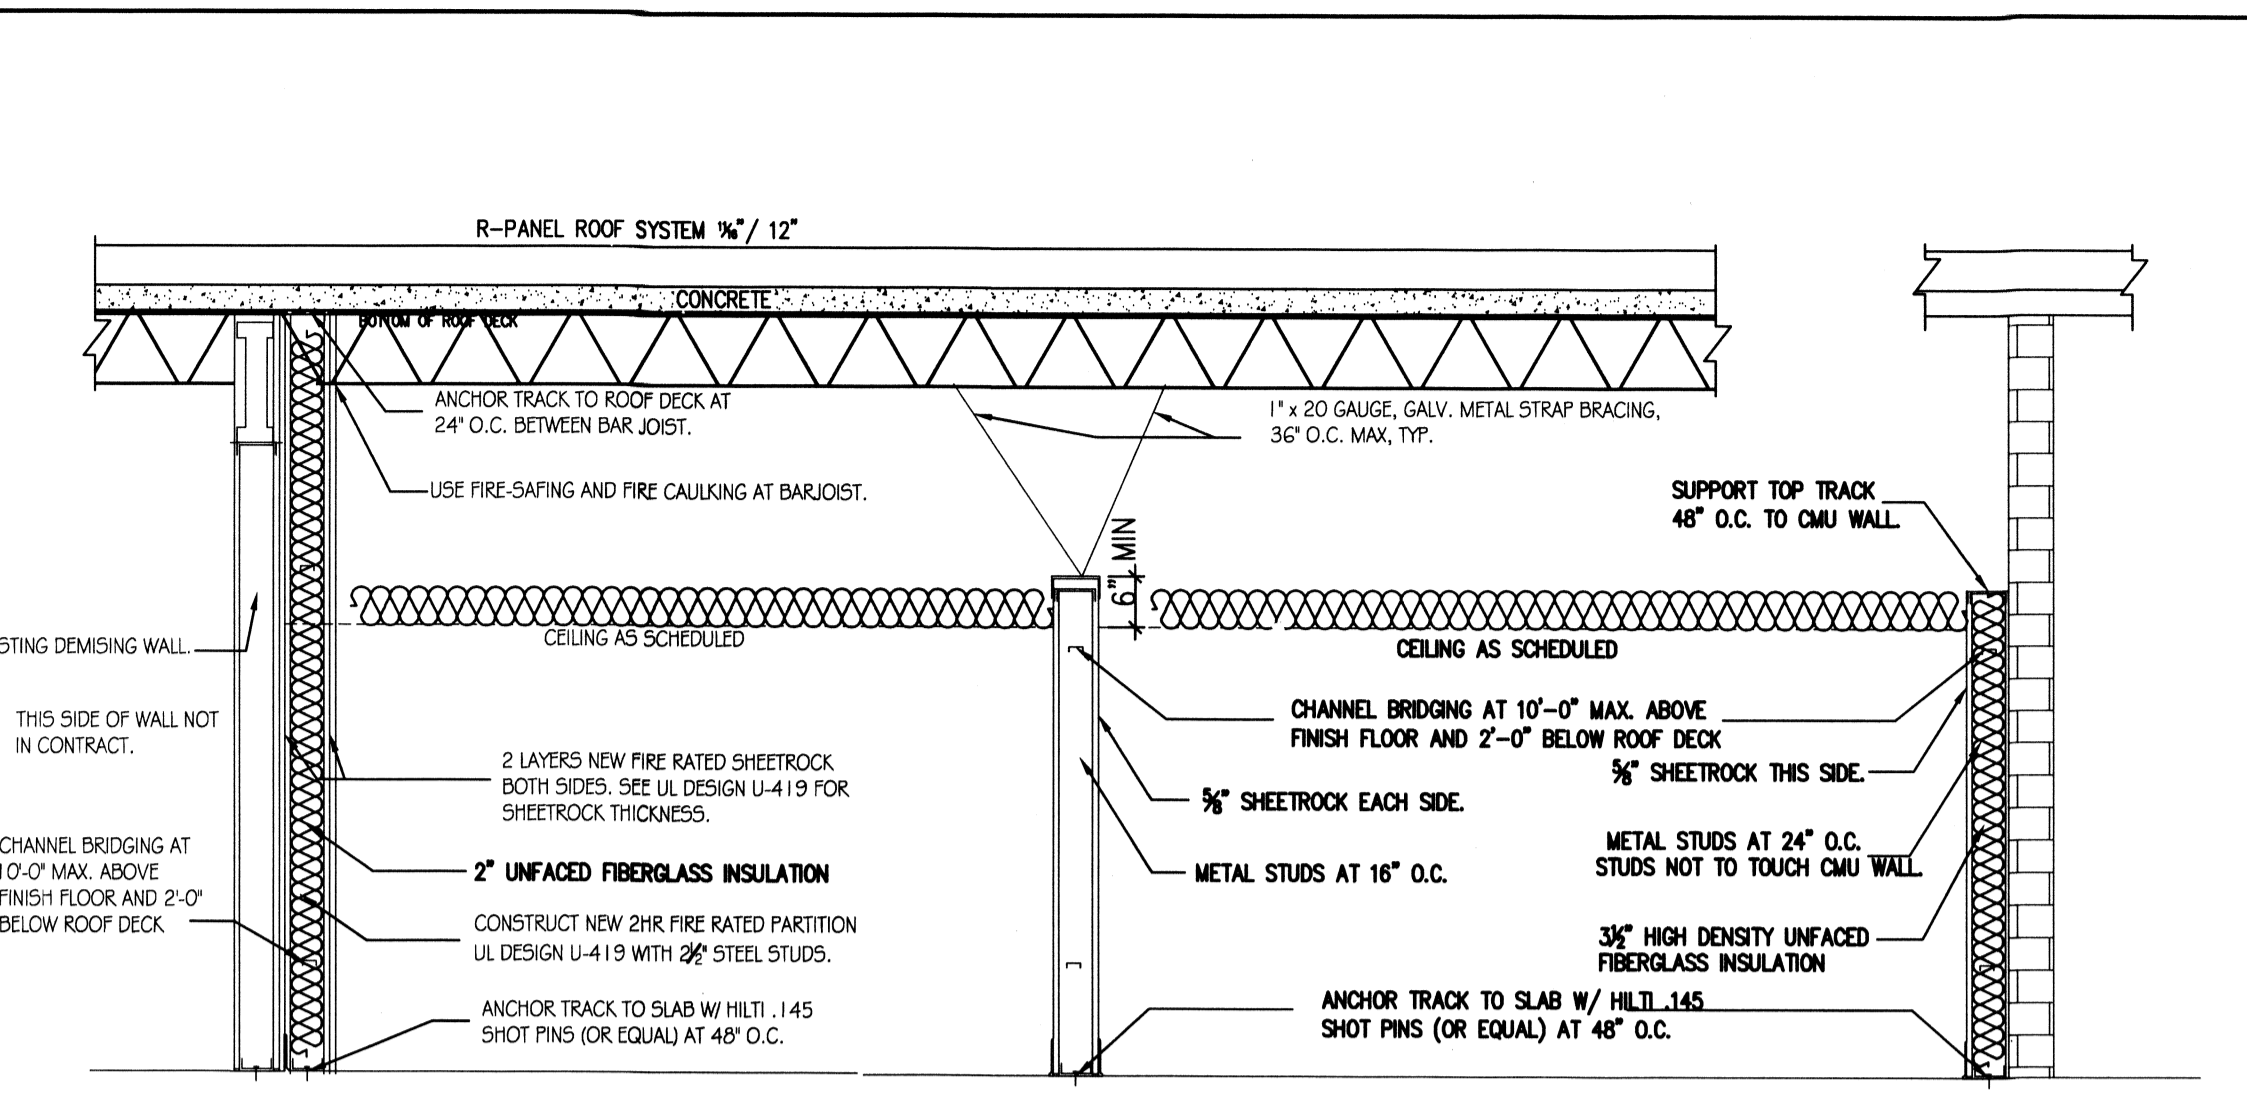 R-PANEL ROOF SYSTEM 11/16"/ 12"
CONCRETE
BOTTOM OF ROOF DECK
ANCHOR TRACK TO ROOF DECK AT
24" O.C. BETWEEN BAR JOIST.
1" x 20 GAUGE, GALV. METAL STRAP BRACING,
36" O.C. MAX, TYP.
USE FIRE-SAFING AND FIRE CAULKING AT BARJOIST.
SUPPORT TOP TRACK
48" O.C. TO CMU WALL.
6" MIN
STING DEMISING WALL.
CEILING AS SCHEDULED
CEILING AS SCHEDULED
THIS SIDE OF WALL NOT
IN CONTRACT.
CHANNEL BRIDGING AT 10'-0" MAX. ABOVE
FINISH FLOOR AND 2'-0" BELOW ROOF DECK
2 LAYERS NEW FIRE RATED SHEETROCK
BOTH SIDES. SEE UL DESIGN U-419 FOR
SHEETROCK THICKNESS.
5/8" SHEETROCK THIS SIDE.
5/8" SHEETROCK EACH SIDE.
CHANNEL BRIDGING AT
10'-0" MAX. ABOVE
FINISH FLOOR AND 2'-0"
BELOW ROOF DECK
2" UNFACED FIBERGLASS INSULATION
METAL STUDS AT 16" O.C.
METAL STUDS AT 24" O.C.
STUDS NOT TO TOUCH CMU WALL.
CONSTRUCT NEW 2HR FIRE RATED PARTITION
UL DESIGN U-419 WITH 2½" STEEL STUDS.
3½" HIGH DENSITY UNFACED
FIBERGLASS INSULATION
ANCHOR TRACK TO SLAB W/ HILTI .145
SHOT PINS (OR EQUAL) AT 48" O.C.
ANCHOR TRACK TO SLAB W/ HILTI .145
SHOT PINS (OR EQUAL) AT 48" O.C.